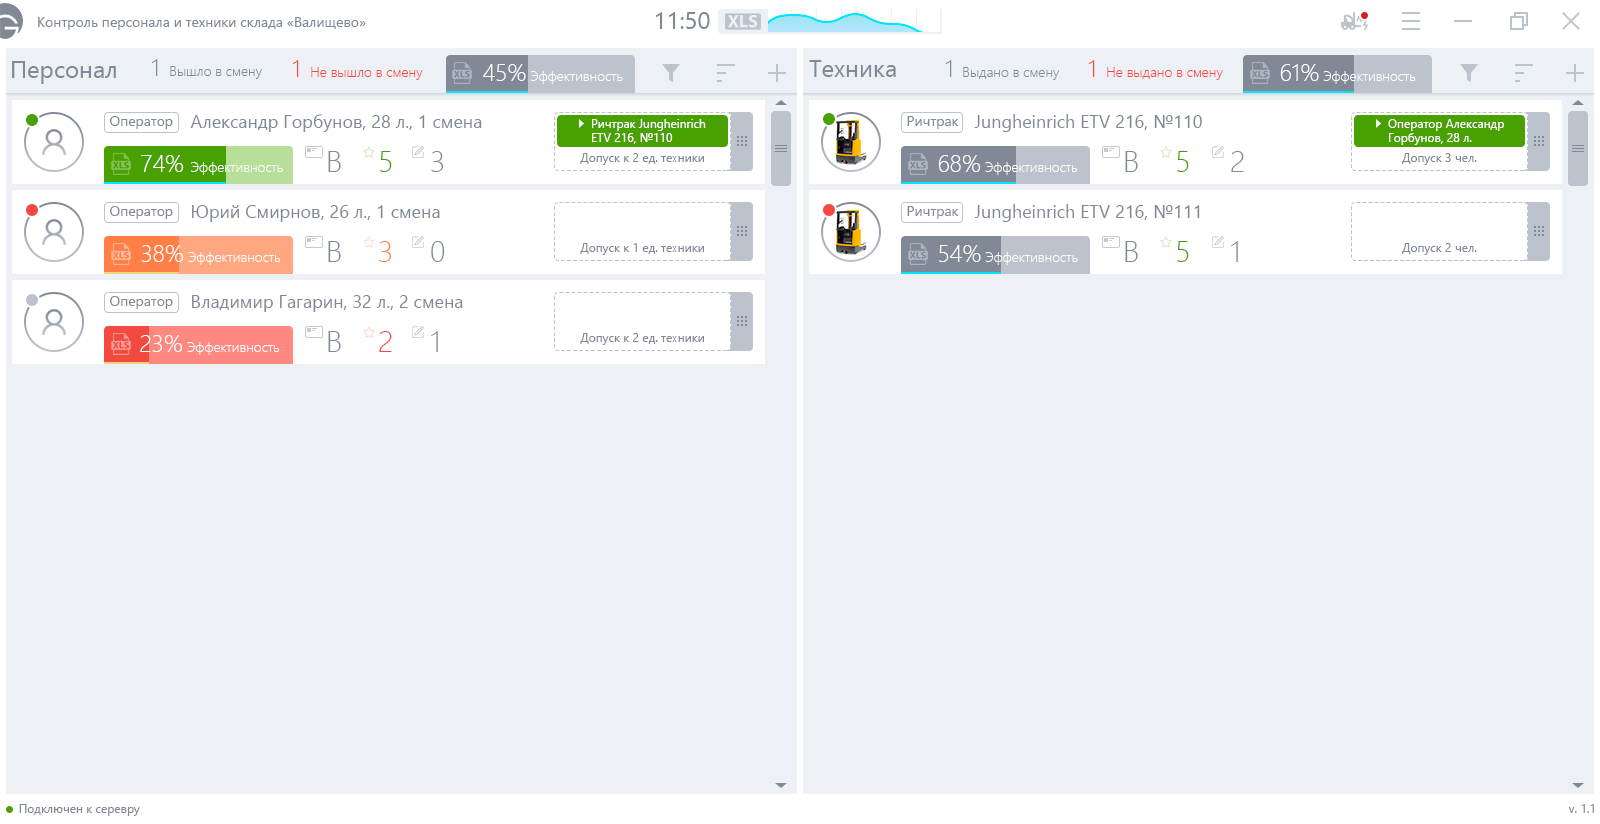 Контроль персонала и техники склада «Валищево»
11:50
XLS
Персонал
1 Вышло в смену
1 Не вышло в смену
XLS 45% Эффективность
Оператор
Александр Горбунов, 28 л., 1 смена
XLS 74% Эффективность
B
5
3
Ричтрак Jungheinrich
ETV 216, №110
Допуск к 2 ед. техники
Оператор
Юрий Смирнов, 26 л., 1 смена
XLS 38% Эффективность
B
3
0
Допуск к 1 ед. техники
Оператор
Владимир Гагарин, 32 л., 2 смена
XLS 23% Эффективность
B
2
1
Допуск к 2 ед. техники
Техника
1 Выдано в смену
1 Не выдано в смену
XLS 61% Эффективность
Ричтрак
Jungheinrich ETV 216, №110
XLS 68% Эффективность
B
5
2
Оператор Александр
Горбунов, 28 л.
Допуск 3 чел.
Ричтрак
Jungheinrich ETV 216, №111
XLS 54% Эффективность
B
5
1
Допуск 2 чел.
Подключен к серевру
v. 1.1